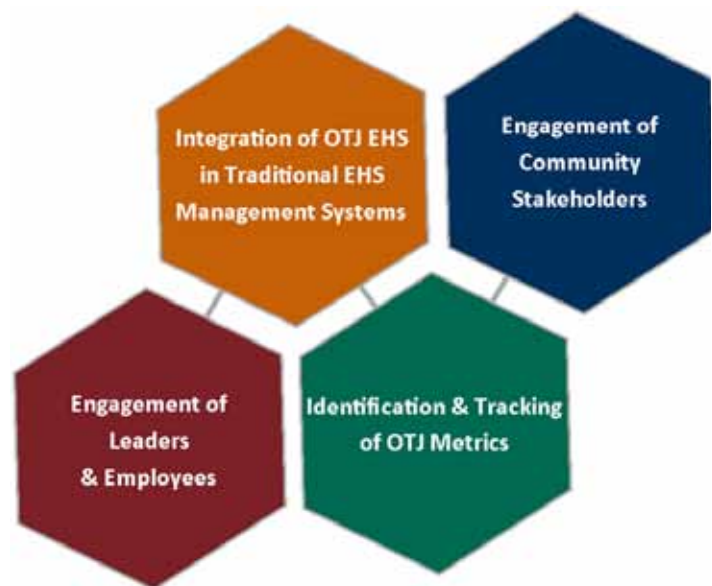 Integration of OTJ EHS
in Traditional EHS
Management Systems
Engagement of
Community
Stakeholders
Engagement of
Leaders
& Employees
Identification & Tracking
of OTJ Metrics